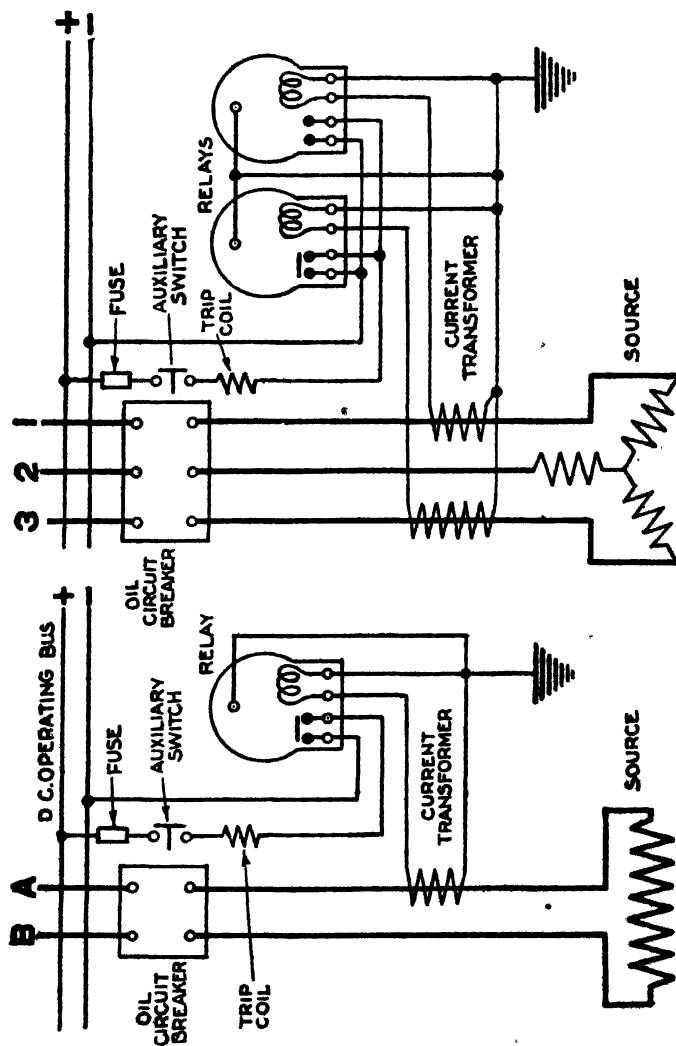 B
A
D C. OPERATING BUS
+
−
FUSE
OIL
CIRCUIT
BREAKER
AUXILIARY
SWITCH
RELAY
TRIP
COIL
CURRENT
TRANSFORMER
SOURCE
3
2
1
+
−
FUSE
OIL
CIRCUIT
BREAKER
AUXILIARY
SWITCH
TRIP
COIL
RELAYS
CURRENT
TRANSFORMER
SOURCE